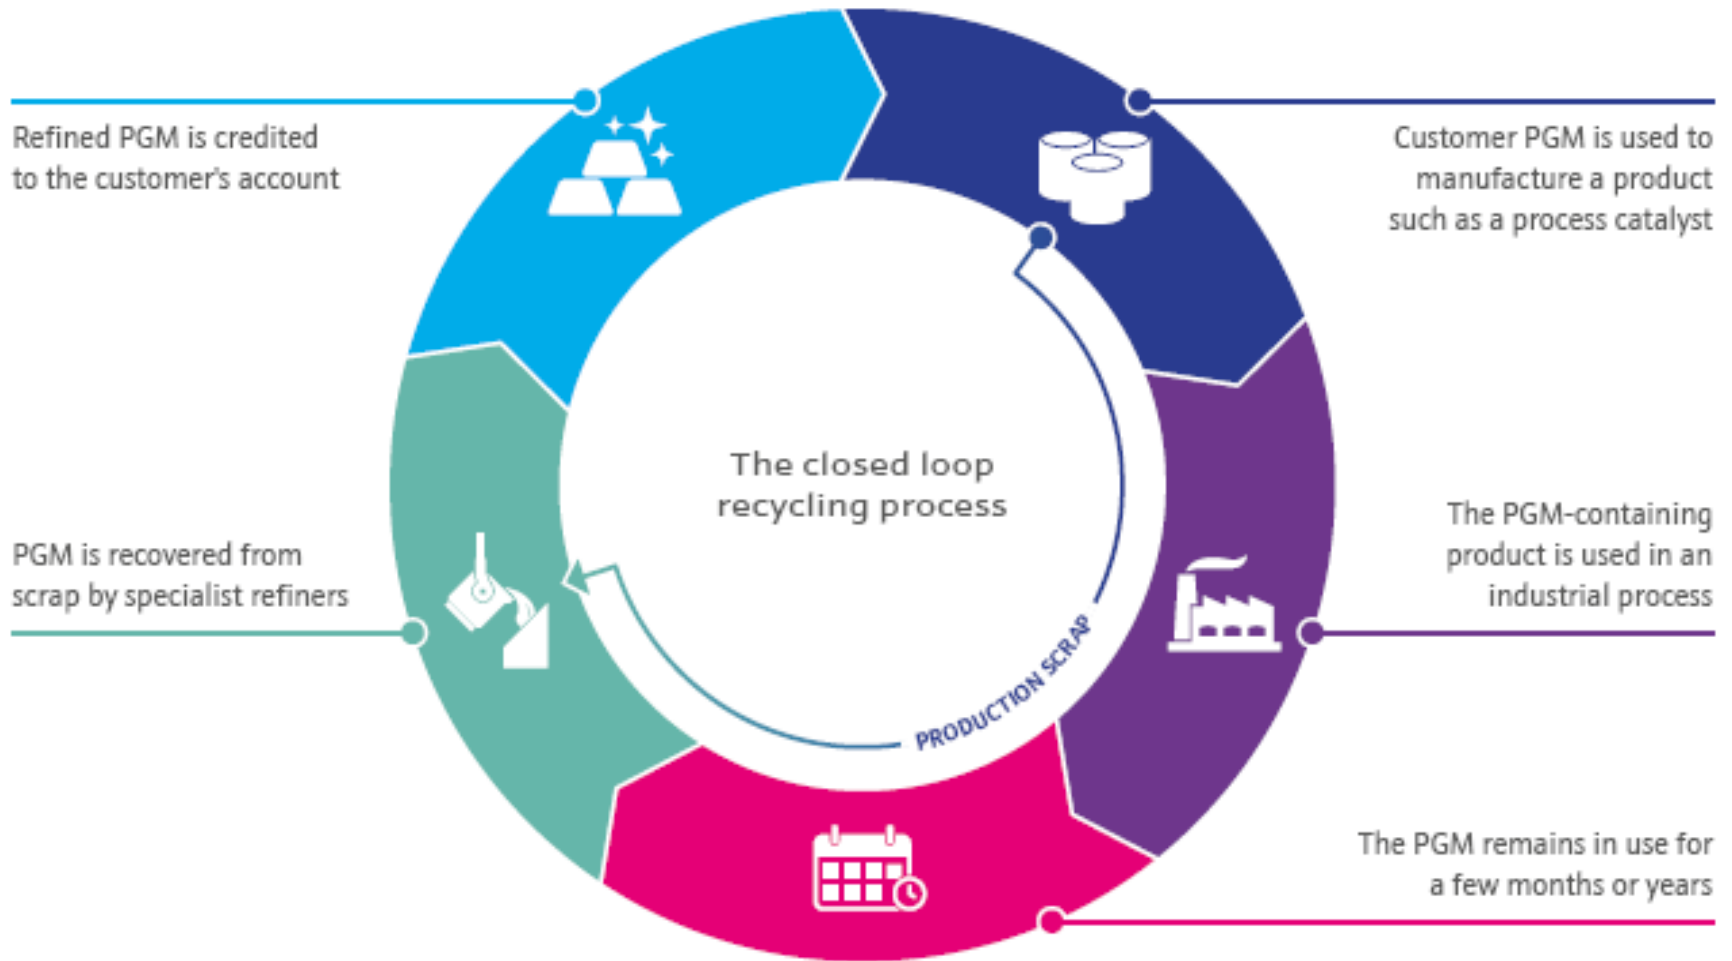 Refined PGM is credited
to the customer's account
Customer PGM is used to
manufacture a product
such as a process catalyst
The closed loop
recycling process
PGM is recovered from
scrap by specialist refiners
The PGM-containing
product is used in an
industrial process
PRODUCTION SCRAP
The PGM remains in use for
a few months or years